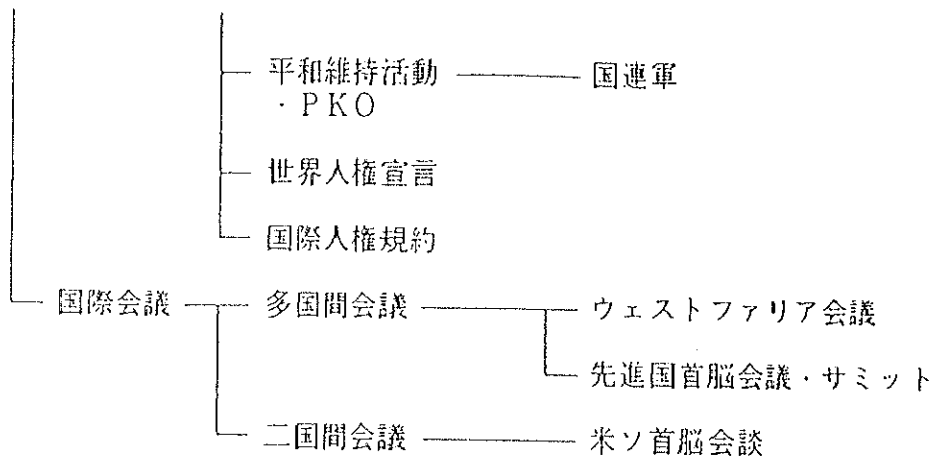 平和維持活動 国連軍
・PKO
世界人権宣言
国際人権規約
国際会議 多国間会議 ウェストファリア会議
先進国首脳会議・サミット
二国間会議 米ソ首脳会談